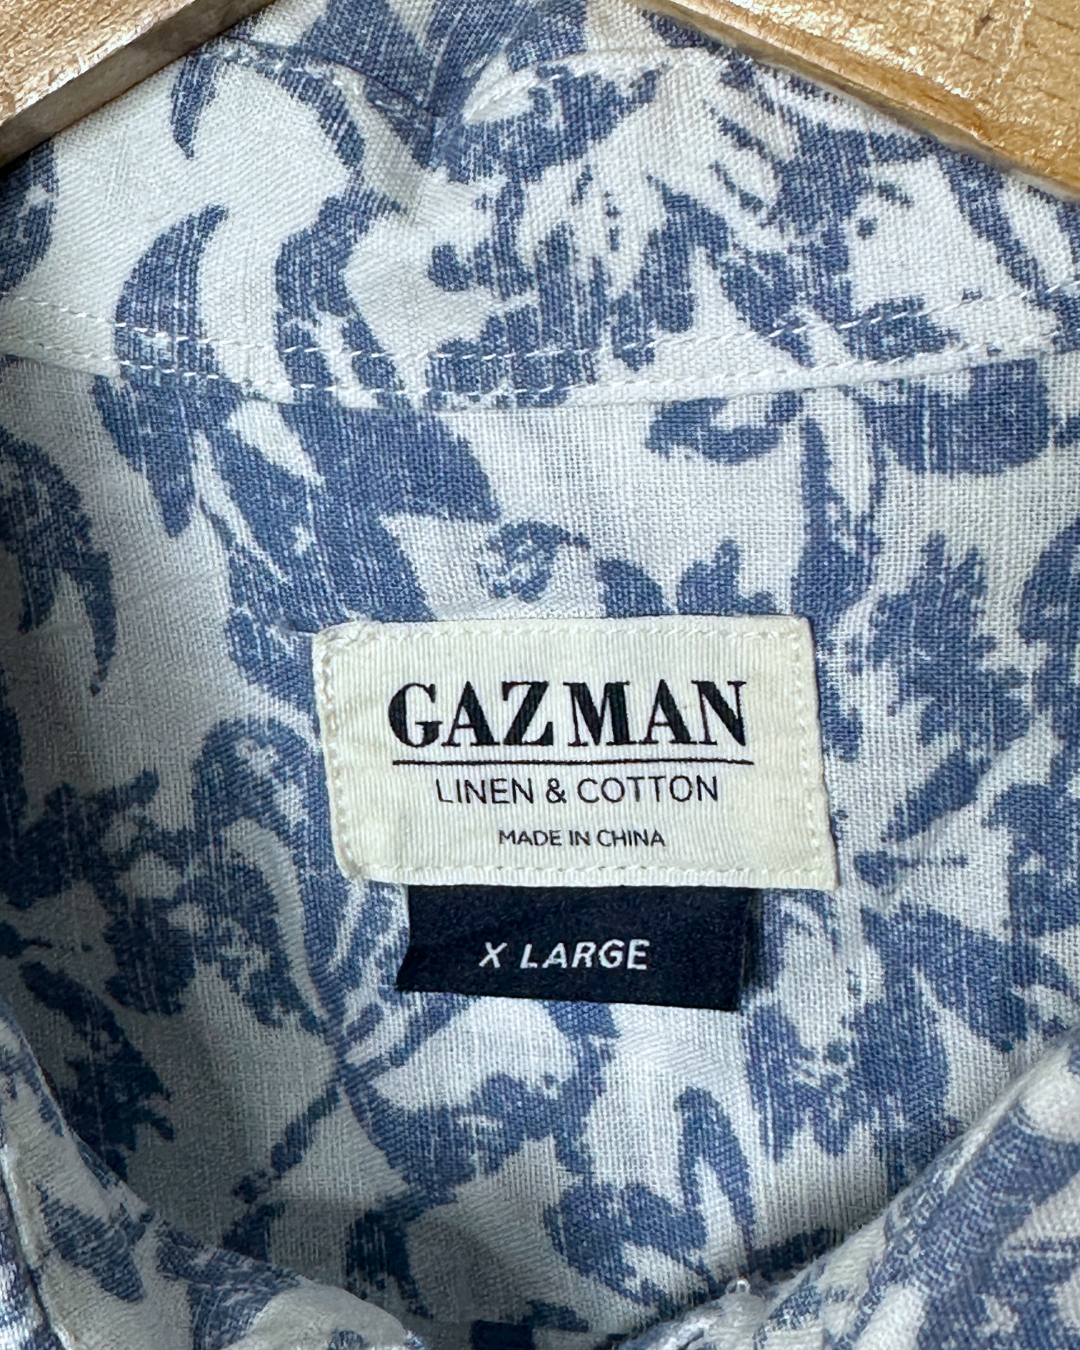 GAZMAN
LINEN & COTTON
MADE IN CHINA
X LARGE